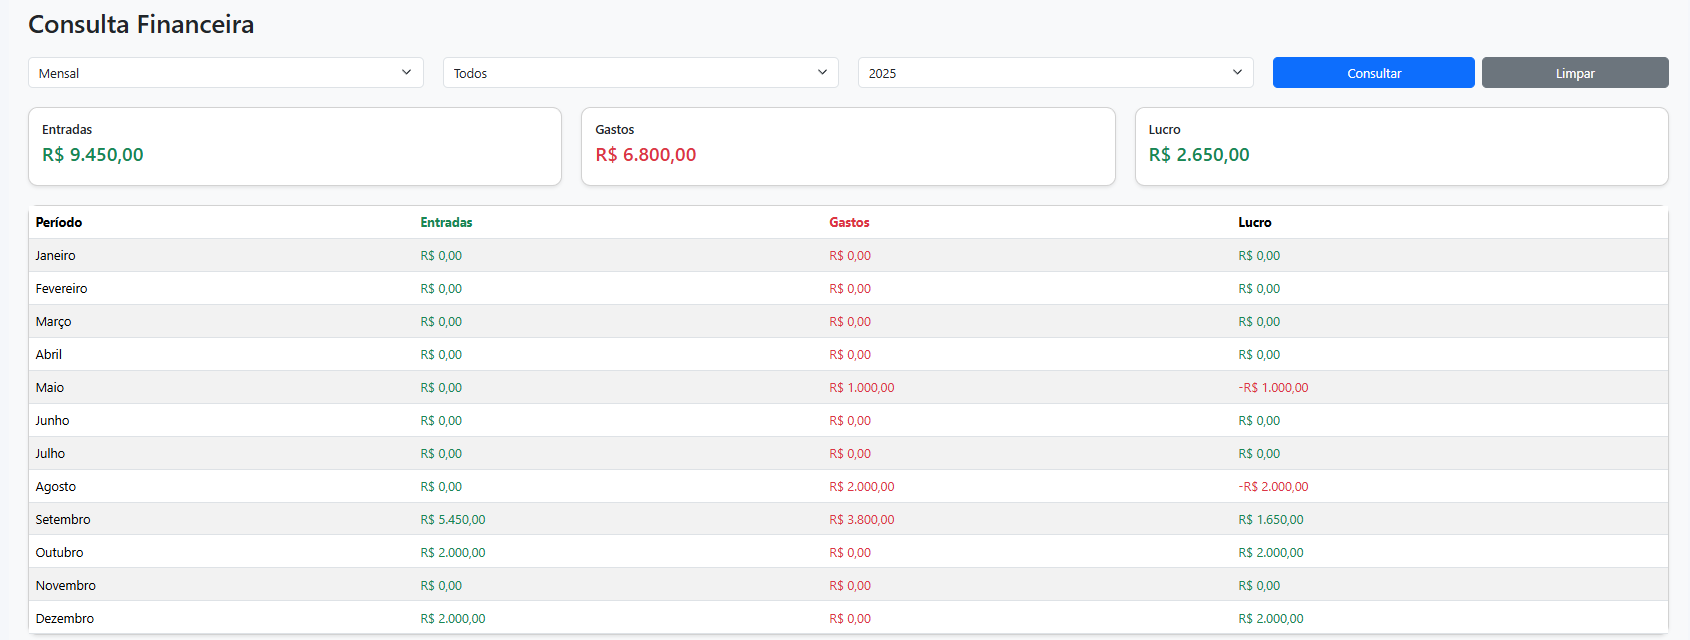 Consulta Financeira
Mensal Todos 2025 Consultar Limpar
Entradas Gastos Lucro
R$ 9.450,00 R$ 6.800,00 R$ 2.650,00
Período Entradas Gastos Lucro
Janeiro R$ 0,00 R$ 0,00 R$ 0,00
Fevereiro R$ 0,00 R$ 0,00 R$ 0,00
Março R$ 0,00 R$ 0,00 R$ 0,00
Abril R$ 0,00 R$ 0,00 R$ 0,00
Maio R$ 0,00 R$ 1.000,00 -R$ 1.000,00
Junho R$ 0,00 R$ 0,00 R$ 0,00
Julho R$ 0,00 R$ 0,00 R$ 0,00
Agosto R$ 0,00 R$ 2.000,00 -R$ 2.000,00
Setembro R$ 5.450,00 R$ 3.800,00 R$ 1.650,00
Outubro R$ 2.000,00 R$ 0,00 R$ 2.000,00
Novembro R$ 0,00 R$ 0,00 R$ 0,00
Dezembro R$ 2.000,00 R$ 0,00 R$ 2.000,00